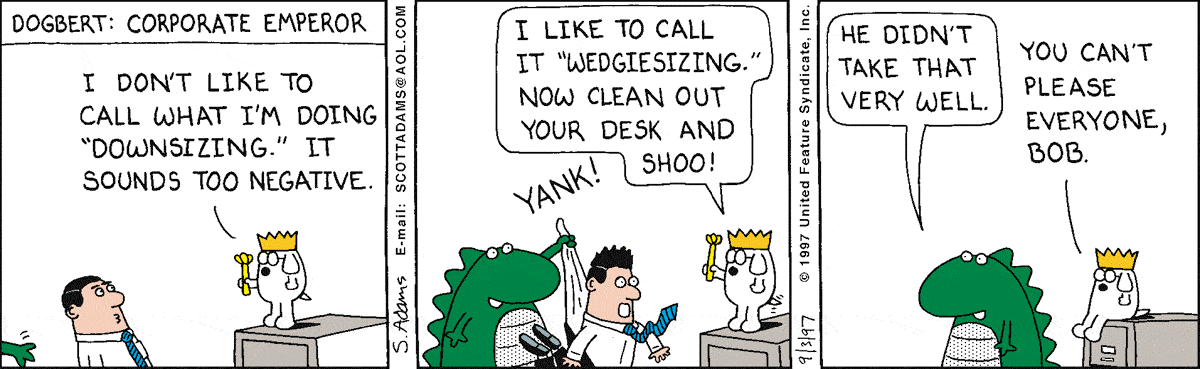 DOGBERT: CORPORATE EMPEROR
I DON'T LIKE TO
CALL WHAT I'M DOING
"DOWNSIZING." IT
SOUNDS TOO NEGATIVE.
S. Adams E-mail: SCOTTADAMS@AOL.COM
I LIKE TO CALL
IT "WEDGIESIZING."
NOW CLEAN OUT
YOUR DESK AND
SHOO!
YANK!
9/3/97 © 1997 United Feature Syndicate, Inc.
HE DIDN'T
TAKE THAT
VERY WELL.
YOU CAN'T
PLEASE
EVERYONE,
BOB.